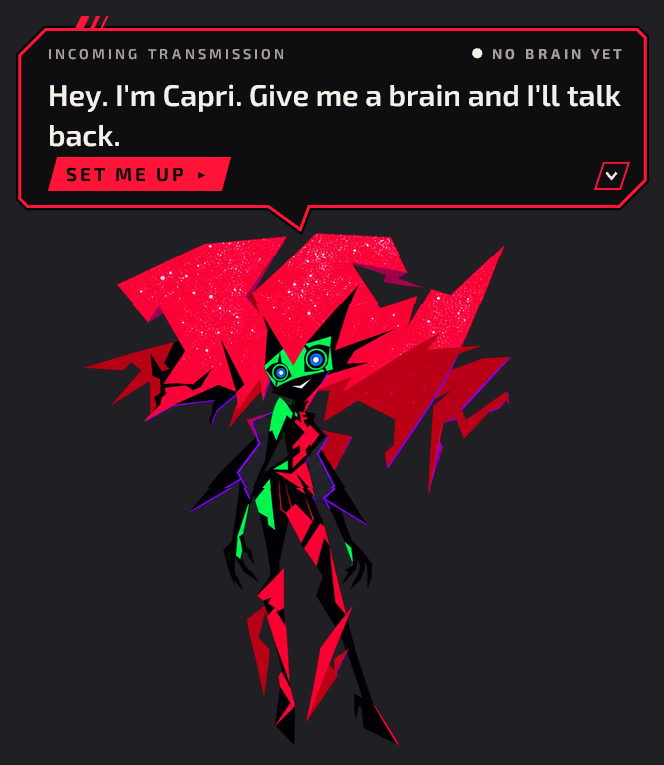 INCOMING TRANSMISSION
NO BRAIN YET
Hey. I'm Capri. Give me a brain and I'll talk
back.
SET ME UP